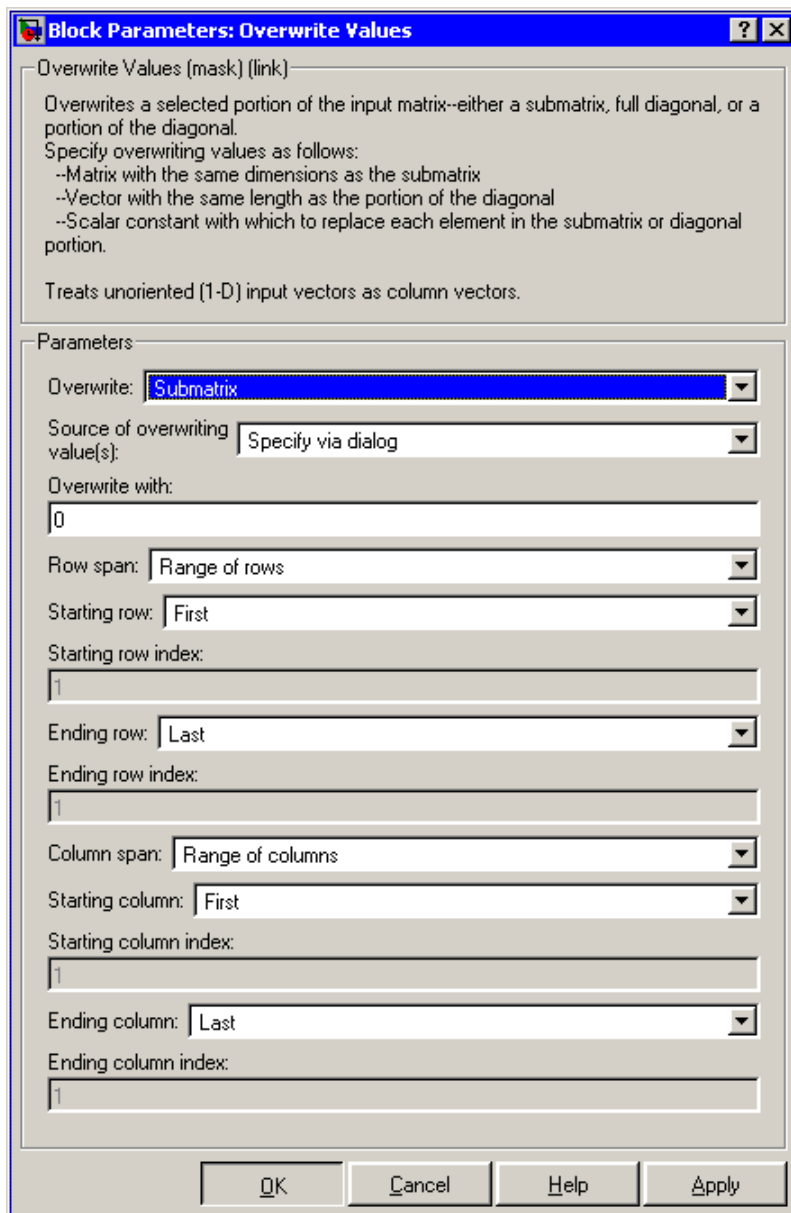 Block Parameters: Overwrite Values
Overwrite Values (mask) (link)
Overwrites a selected portion of the input matrix--either a submatrix, full diagonal, or a
portion of the diagonal.
Specify overwriting values as follows:
--Matrix with the same dimensions as the submatrix
--Vector with the same length as the portion of the diagonal
--Scalar constant with which to replace each element in the submatrix or diagonal
portion.
Treats unoriented (1-D) input vectors as column vectors.
Parameters
Overwrite: Submatrix
Source of overwriting
value(s): Specify via dialog
Overwrite with:
0
Row span: Range of rows
Starting row: First
Starting row index:
1
Ending row: Last
Ending row index:
1
Column span: Range of columns
Starting column: First
Starting column index:
1
Ending column: Last
Ending column index:
1
OK Cancel Help Apply